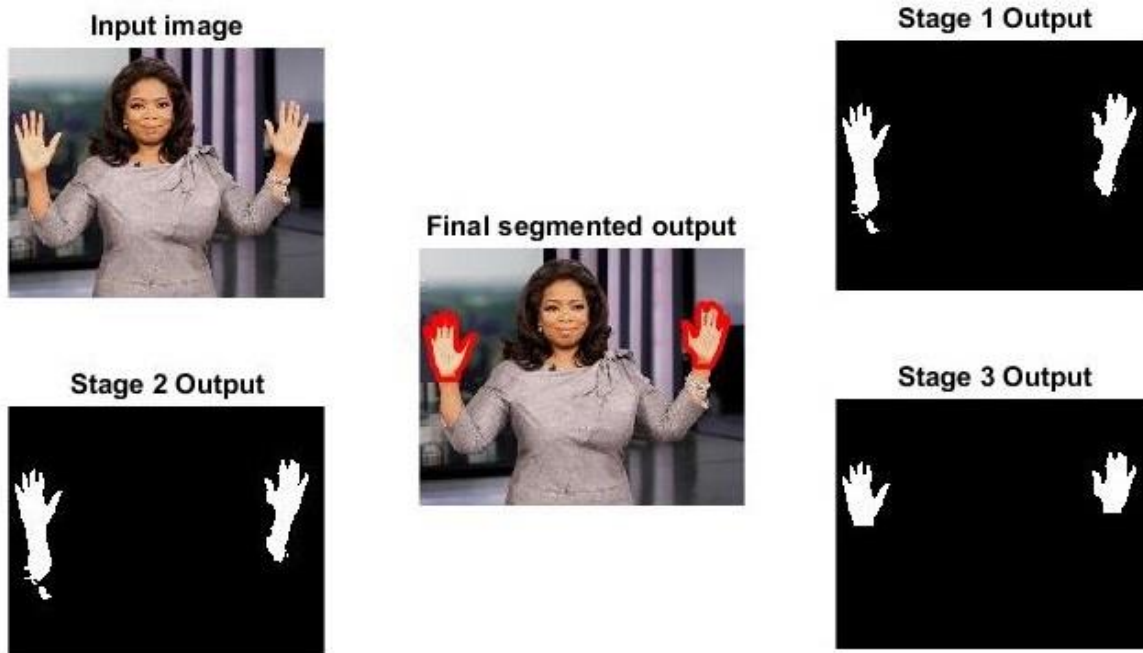 Input image
Stage 1 Output
Final segmented output
Stage 2 Output
Stage 3 Output